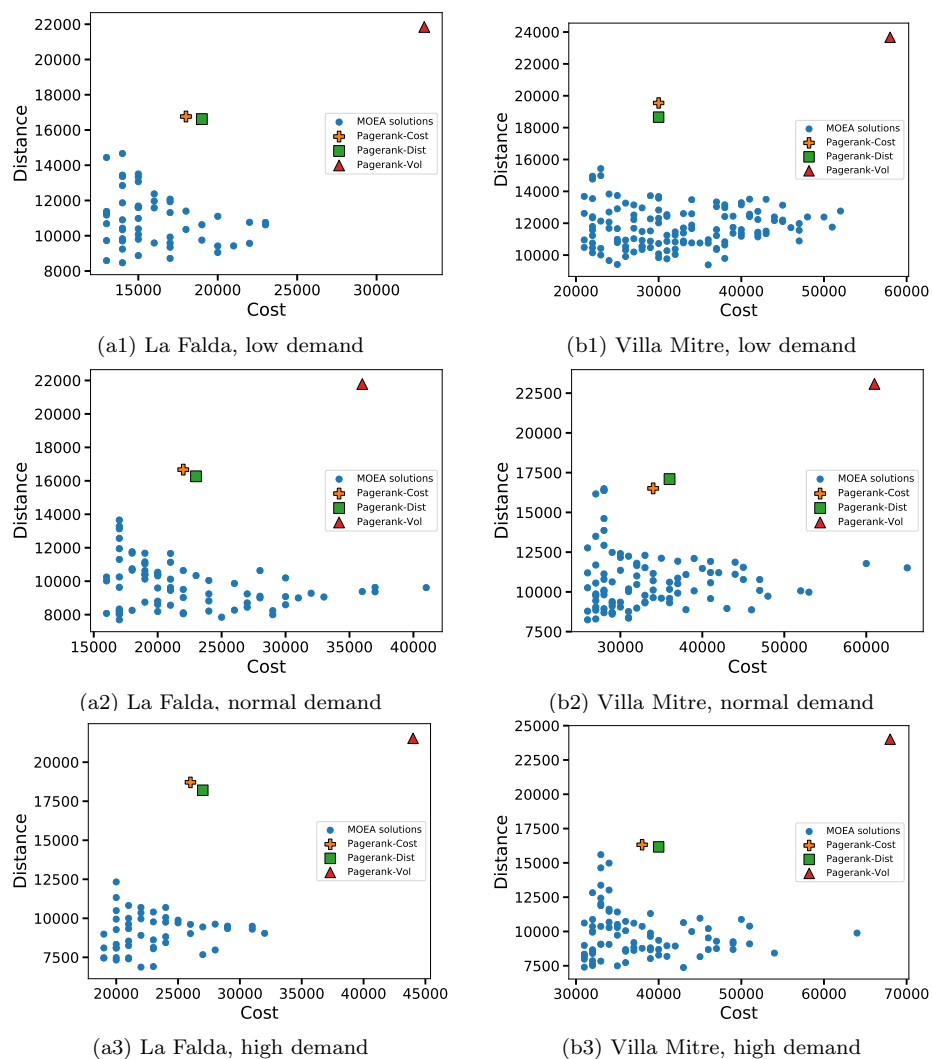 22000
20000
18000
16000
14000
12000
10000
8000
Distance
MOEA solutions
Pagerank-Cost
Pagerank-Dist
Pagerank-Vol
15000 20000 25000 30000
Cost
(a1) La Falda, low demand
24000
22000
20000
18000
16000
14000
12000
10000
Distance
MOEA solutions
Pagerank-Cost
Pagerank-Dist
Pagerank-Vol
20000 30000 40000 50000 60000
Cost
(b1) Villa Mitre, low demand
22000
20000
18000
16000
14000
12000
10000
8000
Distance
MOEA solutions
Pagerank-Cost
Pagerank-Dist
Pagerank-Vol
15000 20000 25000 30000 35000 40000
Cost
(a2) La Falda, normal demand
22500
20000
17500
15000
12500
10000
7500
Distance
MOEA solutions
Pagerank-Cost
Pagerank-Dist
Pagerank-Vol
30000 40000 50000 60000
Cost
(b2) Villa Mitre, normal demand
20000
17500
15000
12500
10000
7500
Distance
MOEA solutions
Pagerank-Cost
Pagerank-Dist
Pagerank-Vol
20000 25000 30000 35000 40000 45000
Cost
(a3) La Falda, high demand
25000
22500
20000
17500
15000
12500
10000
7500
Distance
MOEA solutions
Pagerank-Cost
Pagerank-Dist
Pagerank-Vol
30000 40000 50000 60000 70000
Cost
(b3) Villa Mitre, high demand